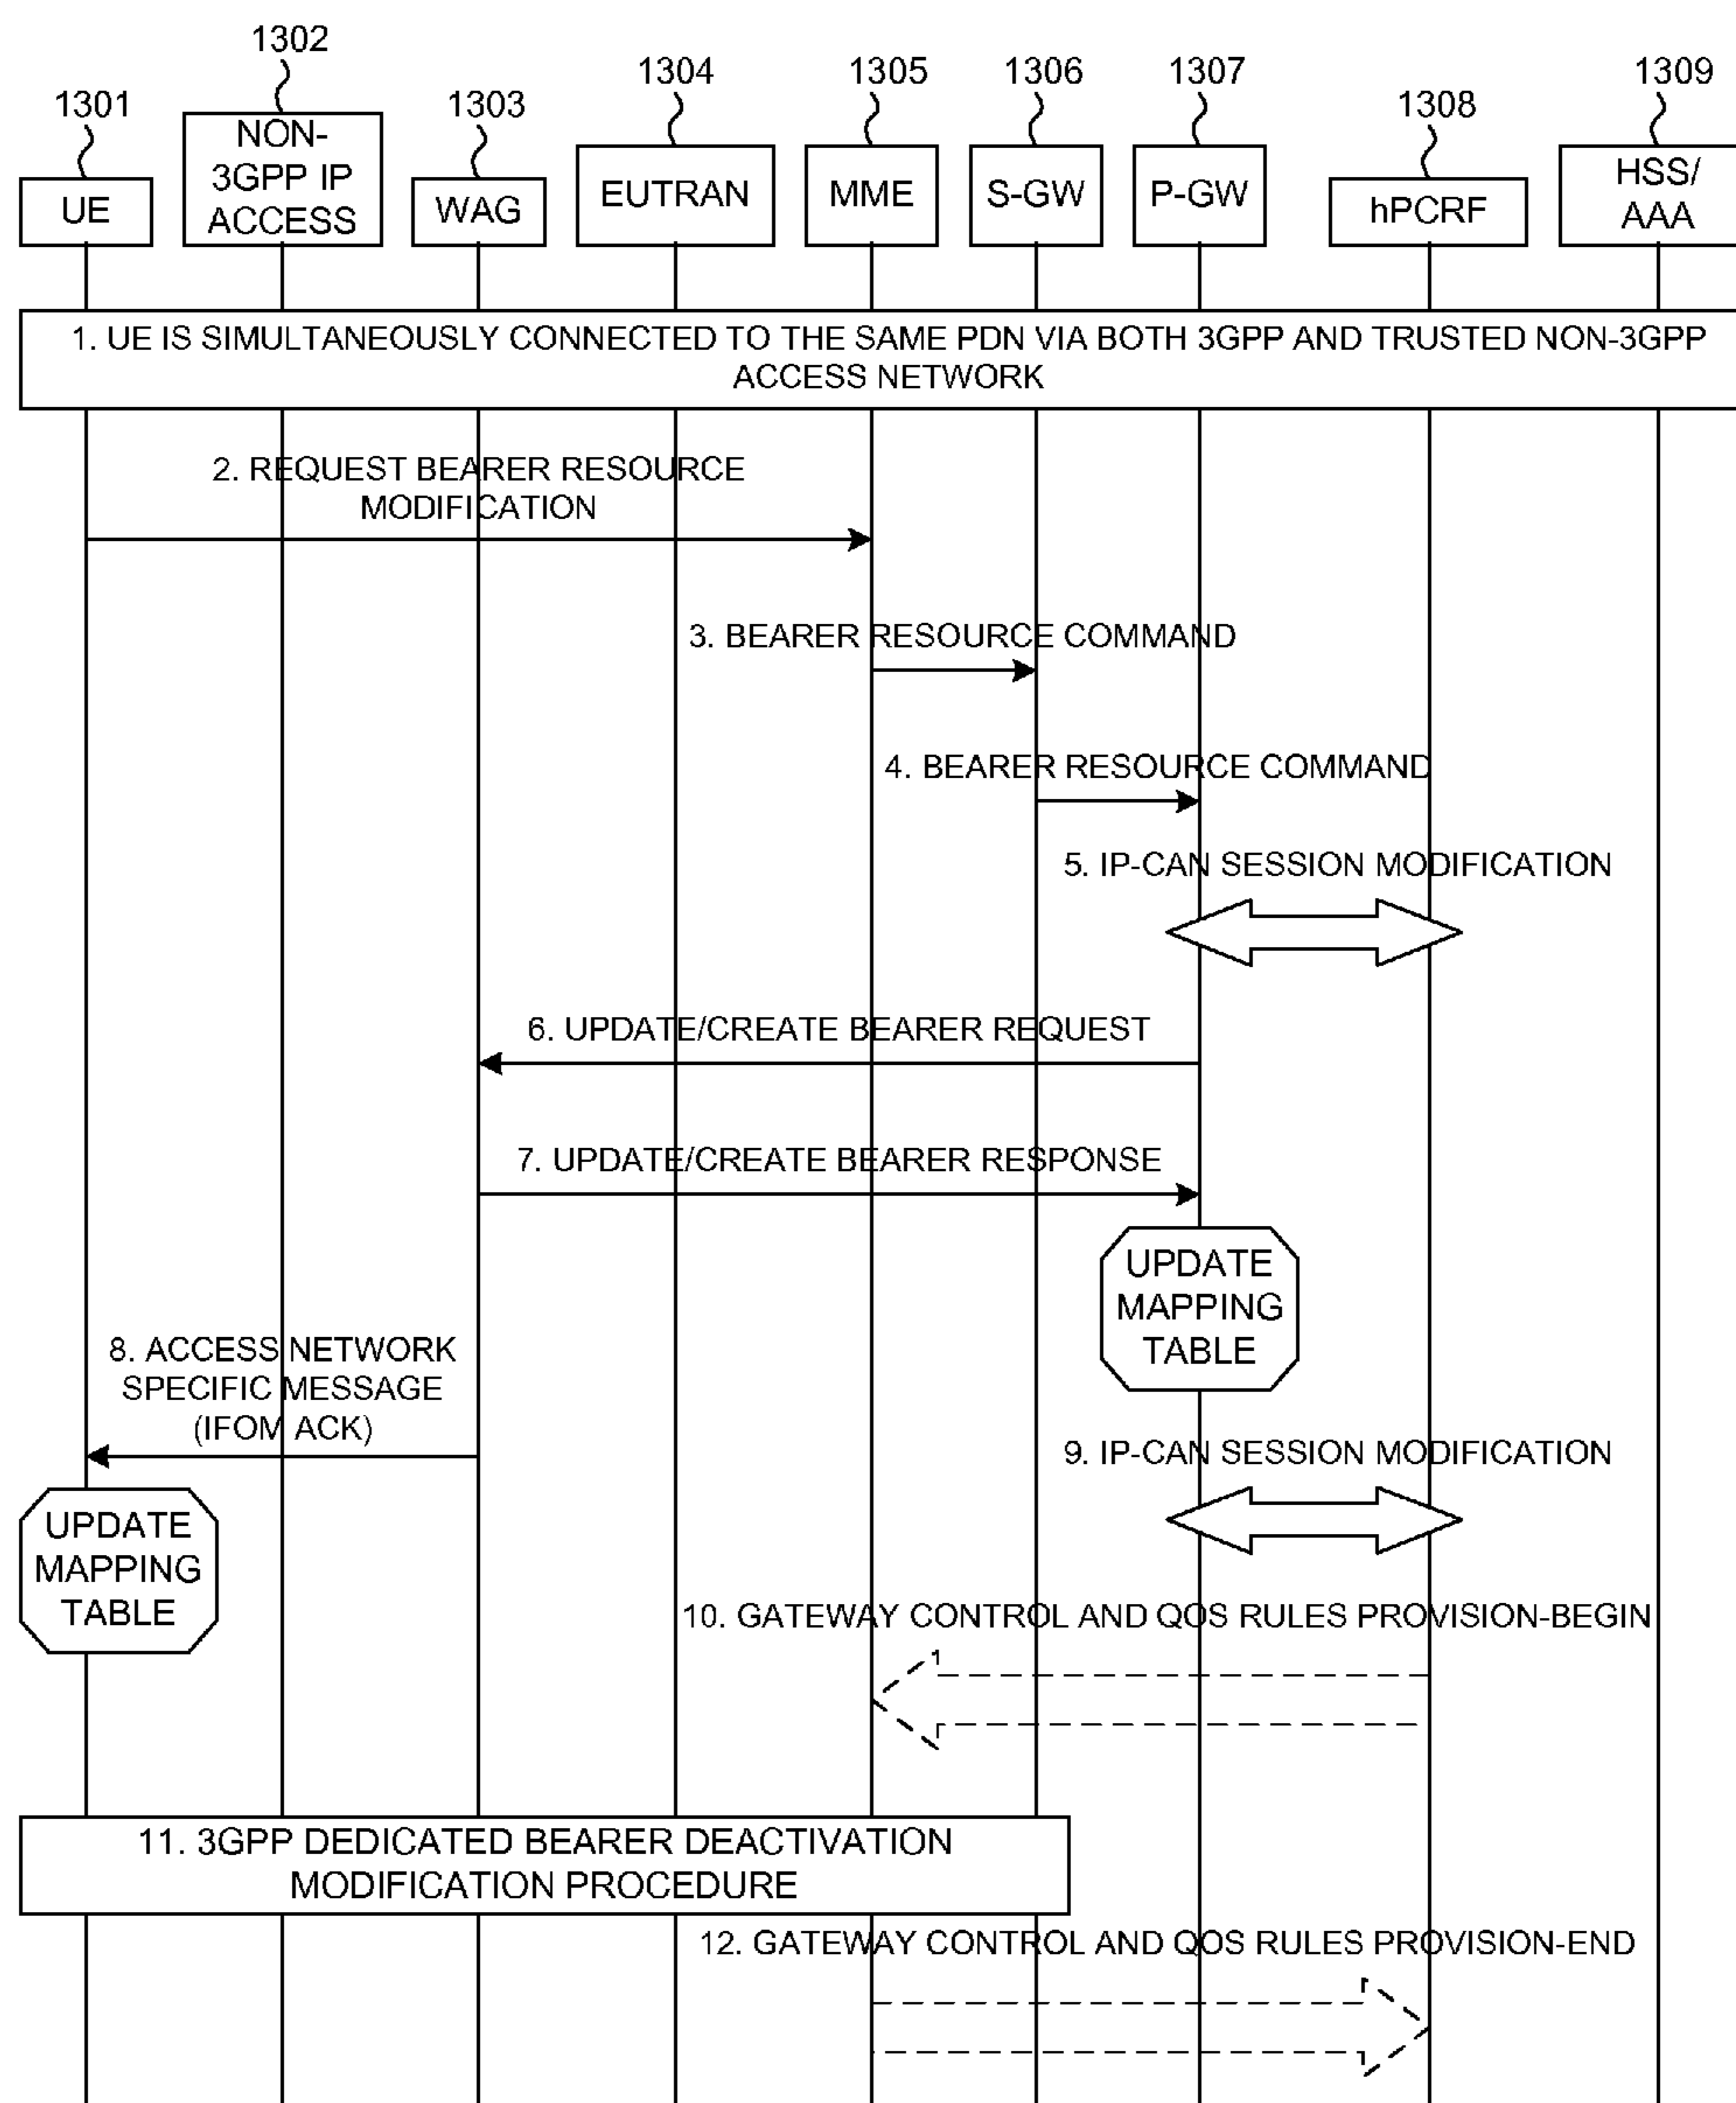 1302
1304
1305
1306
1307
1309
1301
1303
1308
NON-
3GPP IP
ACCESS
UE
WAG
EUTRAN
MME
S-GW
P-GW
hPCRF
HSS/
AAA
1. UE IS SIMULTANEOUSLY CONNECTED TO THE SAME PDN VIA BOTH 3GPP AND TRUSTED NON-3GPP
ACCESS NETWORK
2. REQUEST BEARER RESOURCE
MODIFICATION
3. BEARER RESOURCE COMMAND
4. BEARER RESOURCE COMMAND
5. IP-CAN SESSION MODIFICATION
6. UPDATE/CREATE BEARER REQUEST
7. UPDATE/CREATE BEARER RESPONSE
UPDATE
MAPPING
TABLE
8. ACCESS NETWORK
SPECIFIC MESSAGE
(IFOM ACK)
9. IP-CAN SESSION MODIFICATION
UPDATE
MAPPING
TABLE
10. GATEWAY CONTROL AND QOS RULES PROVISION-BEGIN
11. 3GPP DEDICATED BEARER DEACTIVATION
MODIFICATION PROCEDURE
12. GATEWAY CONTROL AND QOS RULES PROVISION-END